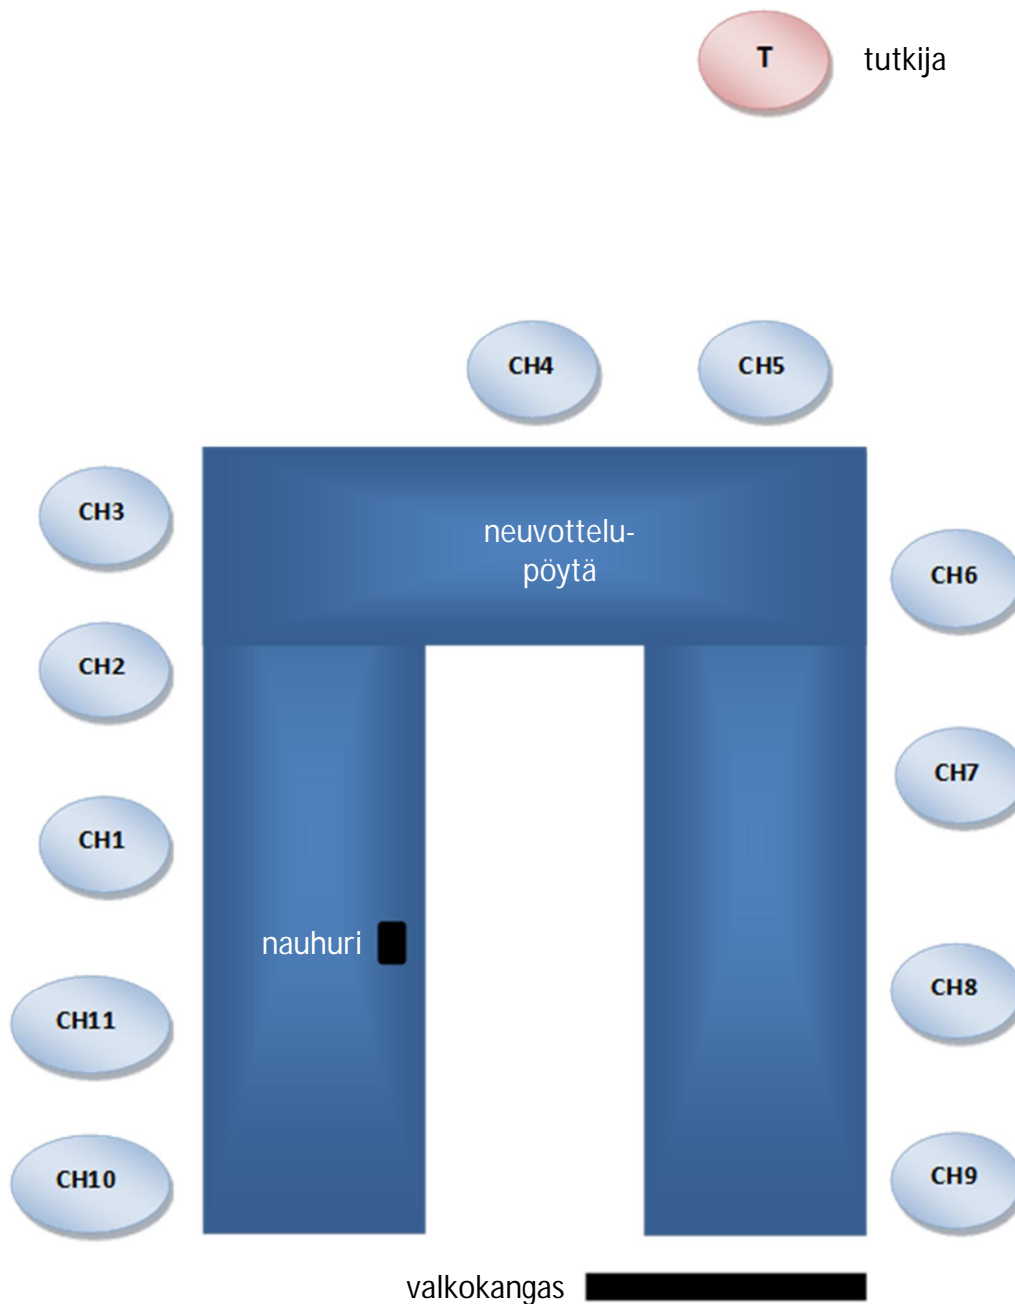 T tutkija
CH4 CH5
CH3
neuvottelu-
pöytä
CH6
CH2
CH7
CH1
nauhuri
CH8
CH11
CH10
CH9
valkokangas